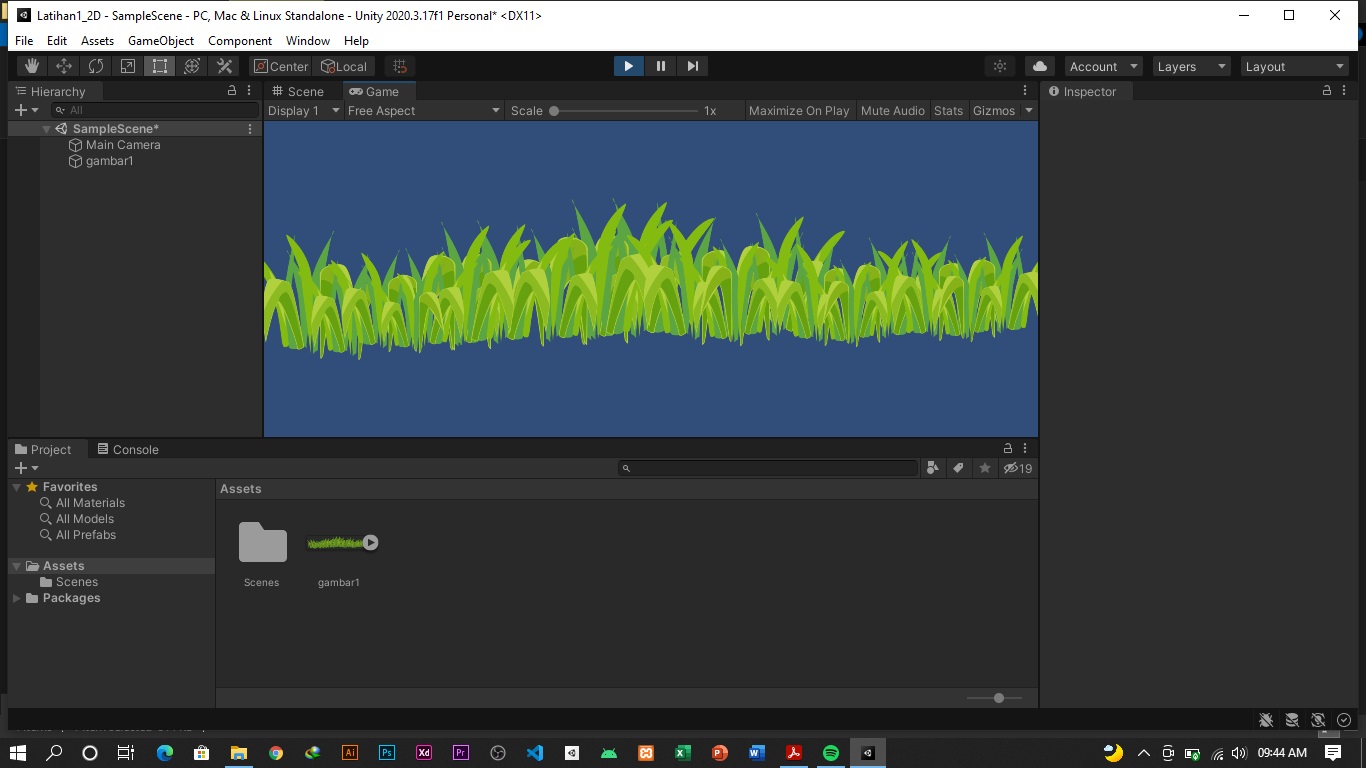 Latihan1_2D - SampleScene - PC, Mac & Linux Standalone - Unity 2020.3.17f1 Personal* <DX11>
File Edit Assets GameObject Component Window Help
Center Local Account Layers Layout
Hierarchy Scene Game Inspector
All Display 1 Free Aspect Scale 1x Maximize On Play Mute Audio Stats Gizmos
SampleScene*
Main Camera
gambar1
Project Console
19
Favorites Assets
All Materials
All Models
All Prefabs
Assets
Scenes
Packages
Scenes gambar1
Ai Ps Xd Pr 09:44 AM